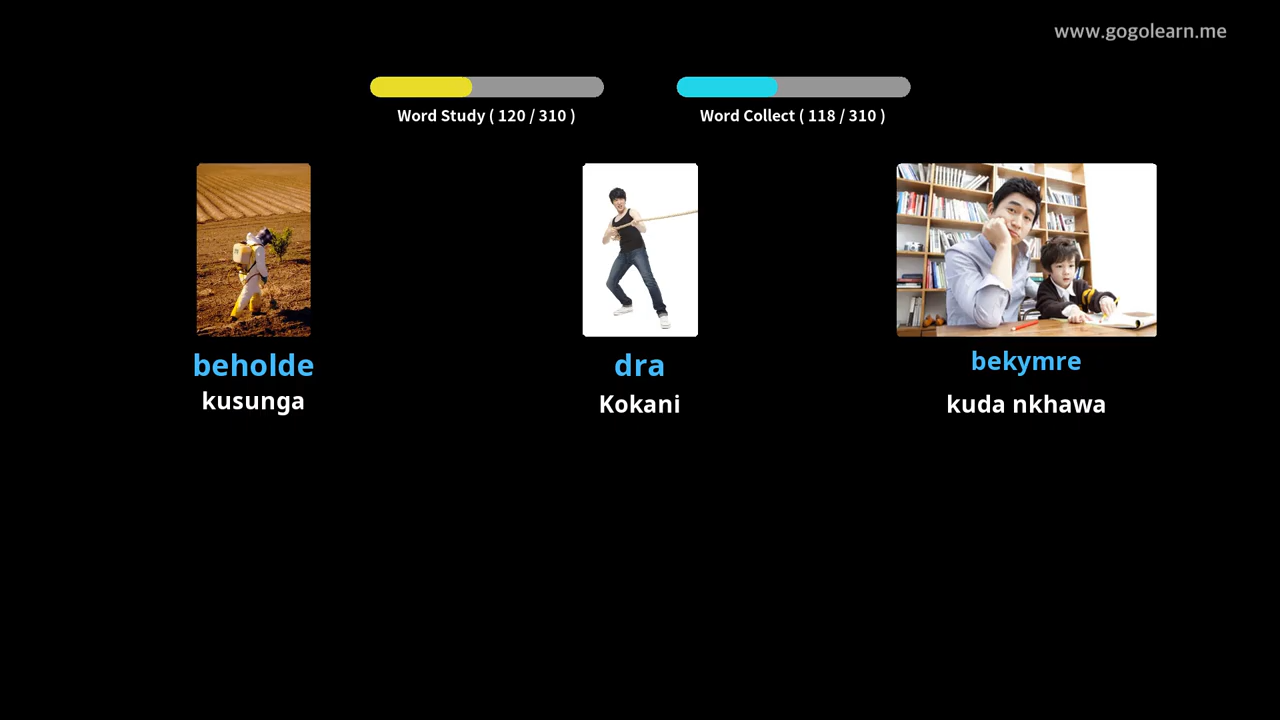 www.gogolearn.me
Word Study ( 120 / 310 )
Word Collect ( 118 / 310 )
beholde
kusunga
dra
Kokani
bekymre
kuda nkhawa